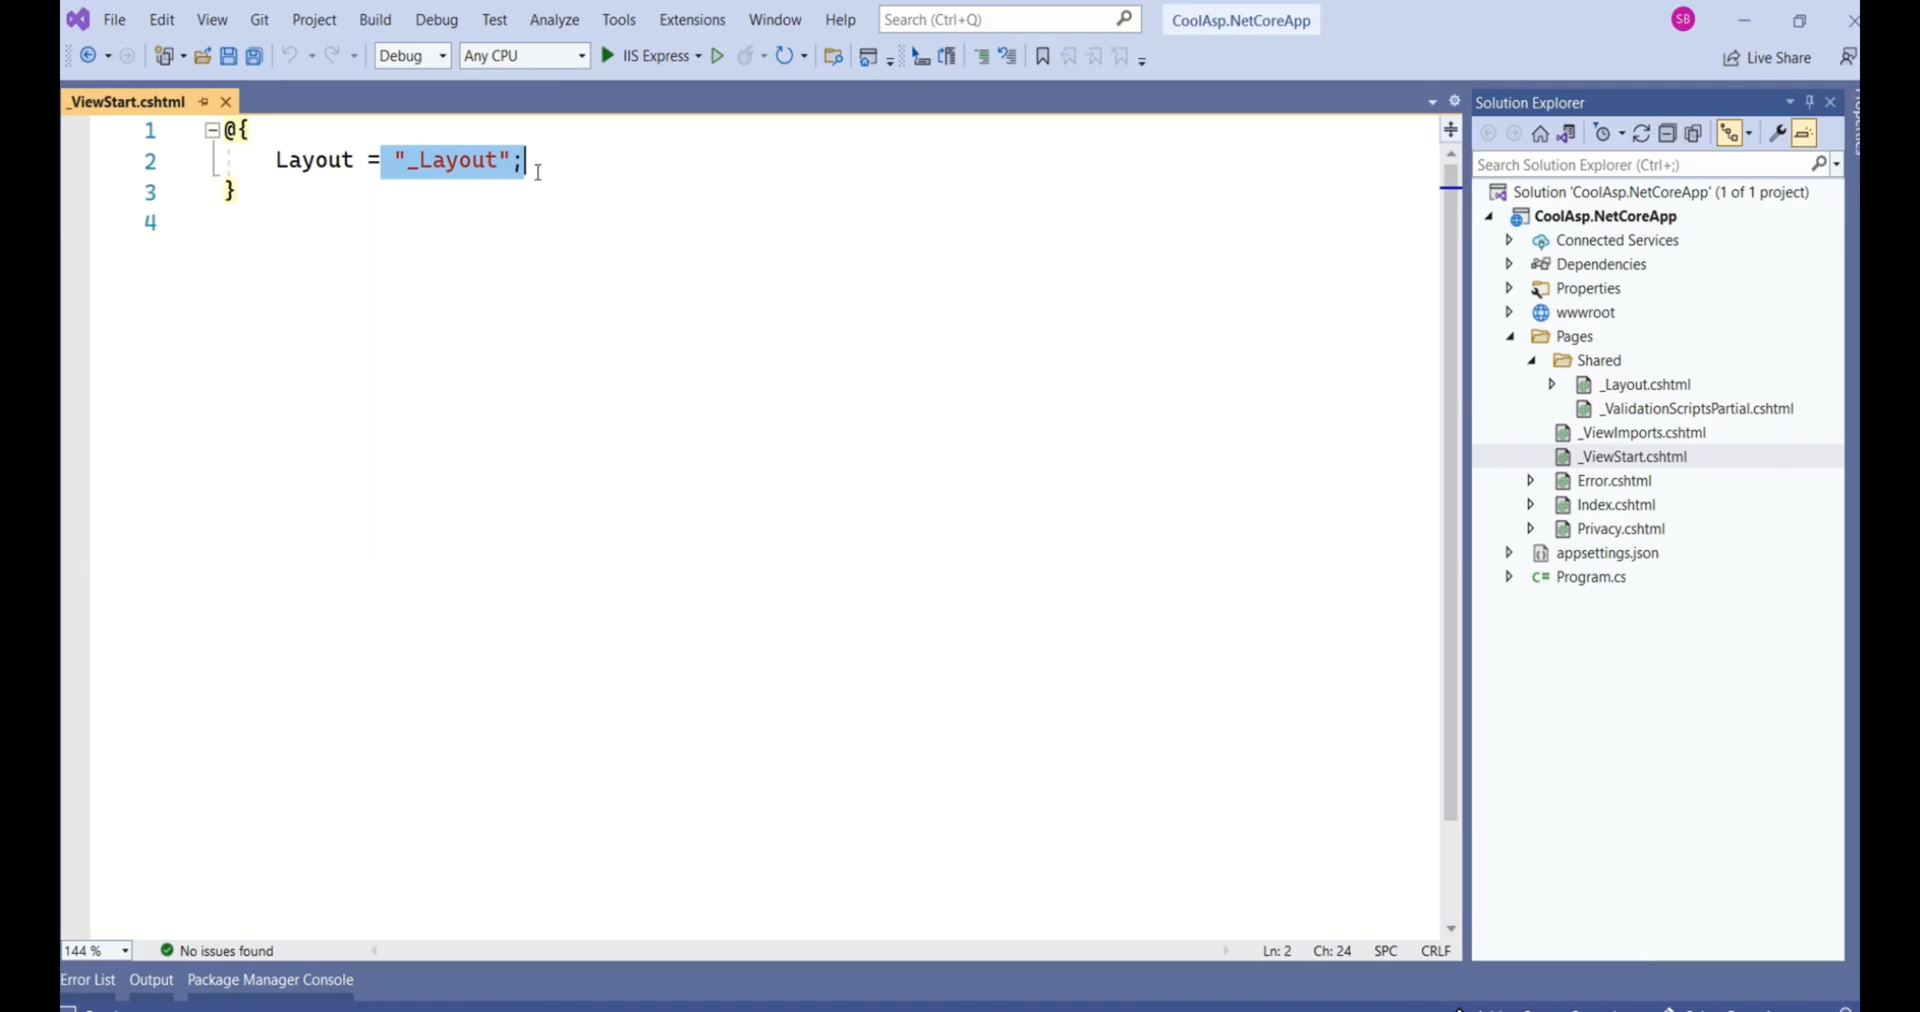 File Edit View Git Project Build Debug Test Analyze Tools Extensions Window Help Search (Ctrl+Q) CoolAsp.NetCoreApp SB
Debug Any CPU IIS Express Live Share
_ViewStart.cshtml
1 @{
2 Layout = "_Layout";
3 }
4
Solution Explorer
Search Solution Explorer (Ctrl+;)
Solution 'CoolAsp.NetCoreApp' (1 of 1 project)
CoolAsp.NetCoreApp
Connected Services
Dependencies
Properties
wwwroot
Pages
Shared
_Layout.cshtml
_ValidationScriptsPartial.cshtml
_ViewImports.cshtml
_ViewStart.cshtml
Error.cshtml
Index.cshtml
Privacy.cshtml
appsettings.json
C# Program.cs
Properties
144 % No issues found Ln: 2 Ch: 24 SPC CRLF
Error List Output Package Manager Console